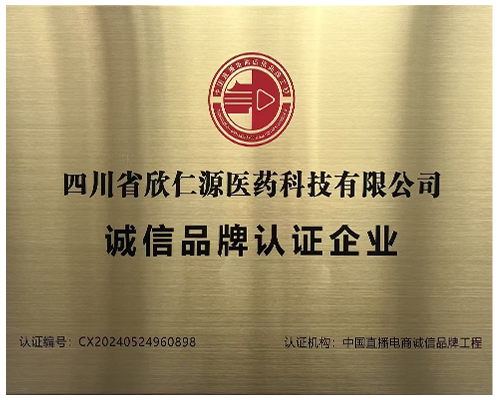 四川省欣仁源医药科技有限公司
诚信品牌认证企业
认证编号：CX20240524960898 认证机构：中国直播电商诚信品牌工程